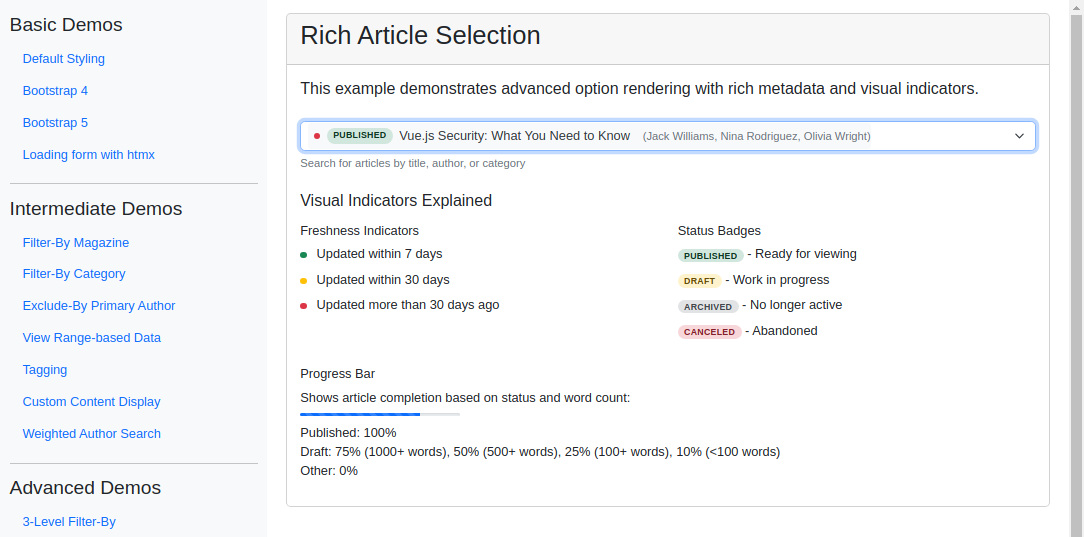 Basic Demos
Default Styling
Bootstrap 4
Bootstrap 5
Loading form with htmx
Intermediate Demos
Filter-By Magazine
Filter-By Category
Exclude-By Primary Author
View Range-based Data
Tagging
Custom Content Display
Weighted Author Search
Advanced Demos
3-Level Filter-By
Rich Article Selection
This example demonstrates advanced option rendering with rich metadata and visual indicators.
PUBLISHED Vue.js Security: What You Need to Know (Jack Williams, Nina Rodriguez, Olivia Wright)
Search for articles by title, author, or category
Visual Indicators Explained
Freshness Indicators
Updated within 7 days
Updated within 30 days
Updated more than 30 days ago
Status Badges
PUBLISHED - Ready for viewing
DRAFT - Work in progress
ARCHIVED - No longer active
CANCELED - Abandoned
Progress Bar
Shows article completion based on status and word count:
Published: 100%
Draft: 75% (1000+ words), 50% (500+ words), 25% (100+ words), 10% (<100 words)
Other: 0%